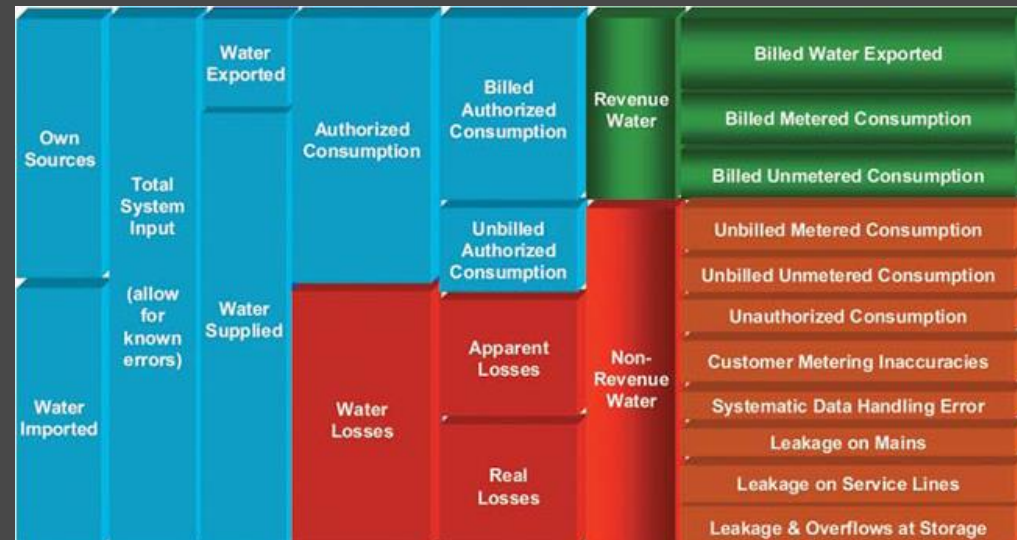 Own
Sources
Water
Imported
Total
System
Input
(allow
for
known
errors)
Water
Exported
Water
Supplied
Authorized
Consumption
Water
Losses
Billed
Authorized
Consumption
Unbilled
Authorized
Consumption
Apparent
Losses
Real
Losses
Revenue
Water
Non-
Revenue
Water
Billed Water Exported
Billed Metered Consumption
Billed Unmetered Consumption
Unbilled Metered Consumption
Unbilled Unmetered Consumption
Unauthorized Consumption
Customer Metering Inaccuracies
Systematic Data Handling Error
Leakage on Mains
Leakage on Service Lines
Leakage & Overflows at Storage